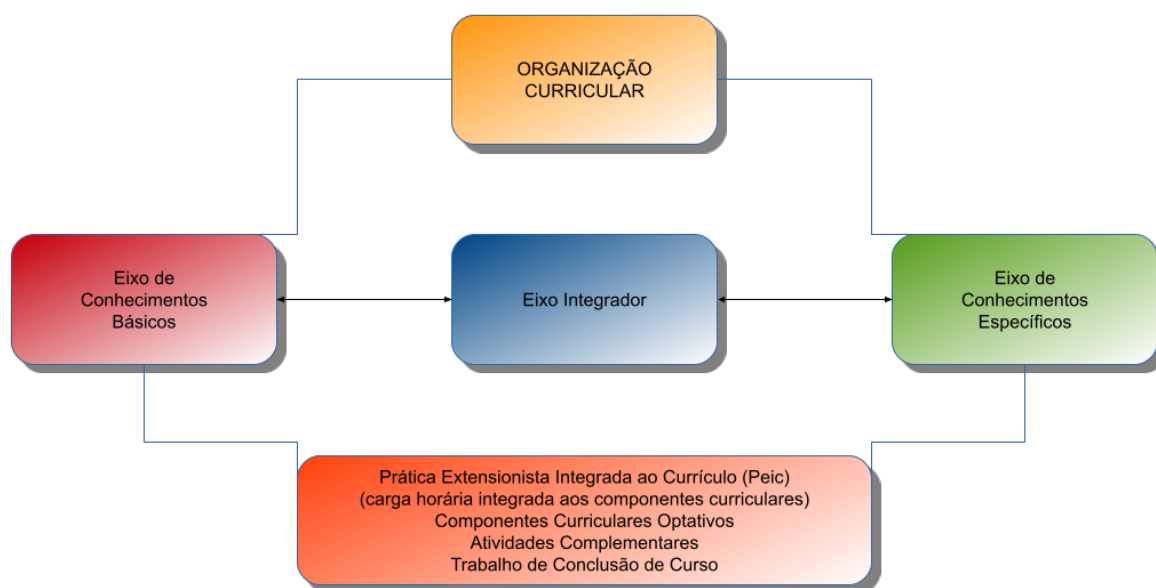 ORGANIZAÇÃO
CURRICULAR
Eixo de
Conhecimentos
Básicos
Eixo Integrador
Eixo de
Conhecimentos
Específicos
Prática Extensionista Integrada ao Currículo (Peic)
(carga horária integrada aos componentes curriculares)
Componentes Curriculares Optativos
Atividades Complementares
Trabalho de Conclusão de Curso